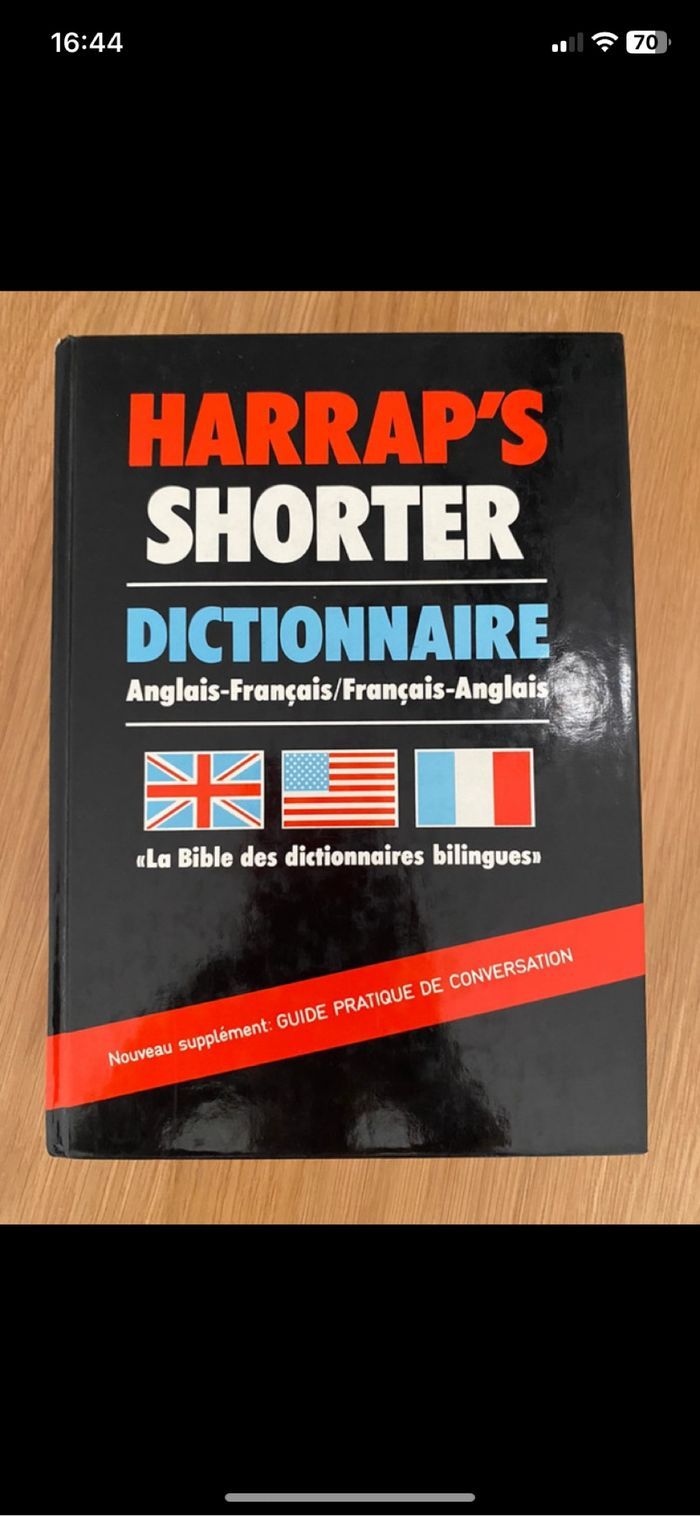 16:44
70
HARRAP'S
SHORTER
DICTIONNAIRE
Anglais-Français/Français-Anglais
«La Bible des dictionnaires bilingues»
Nouveau supplément: GUIDE PRATIQUE DE CONVERSATION